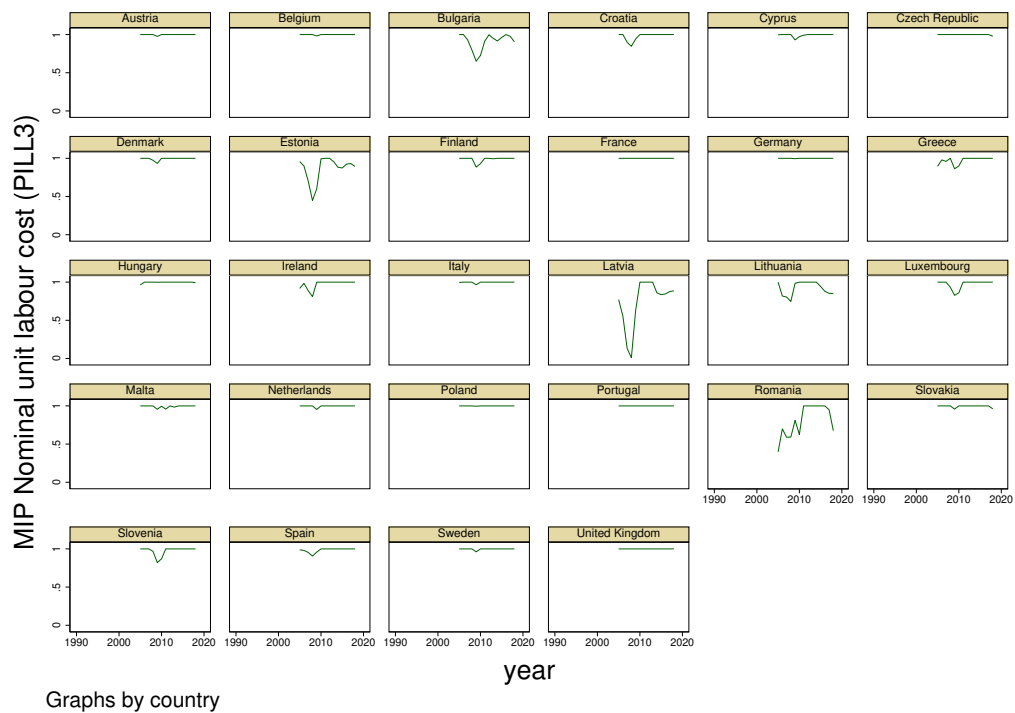 MIP Nominal unit labour cost (PILL3)
Austria Belgium Bulgaria Croatia Cyprus Czech Republic
1
.5
0
Denmark Estonia Finland France Germany Greece
1
.5
0
Hungary Ireland Italy Latvia Lithuania Luxembourg
1
.5
0
Malta Netherlands Poland Portugal Romania Slovakia
1
.5
0
1990 2000 2010 2020 1990 2000 2010 2020
Slovenia Spain Sweden United Kingdom
1
.5
0
1990 2000 2010 2020 1990 2000 2010 2020 1990 2000 2010 2020 1990 2000 2010 2020
year
Graphs by country